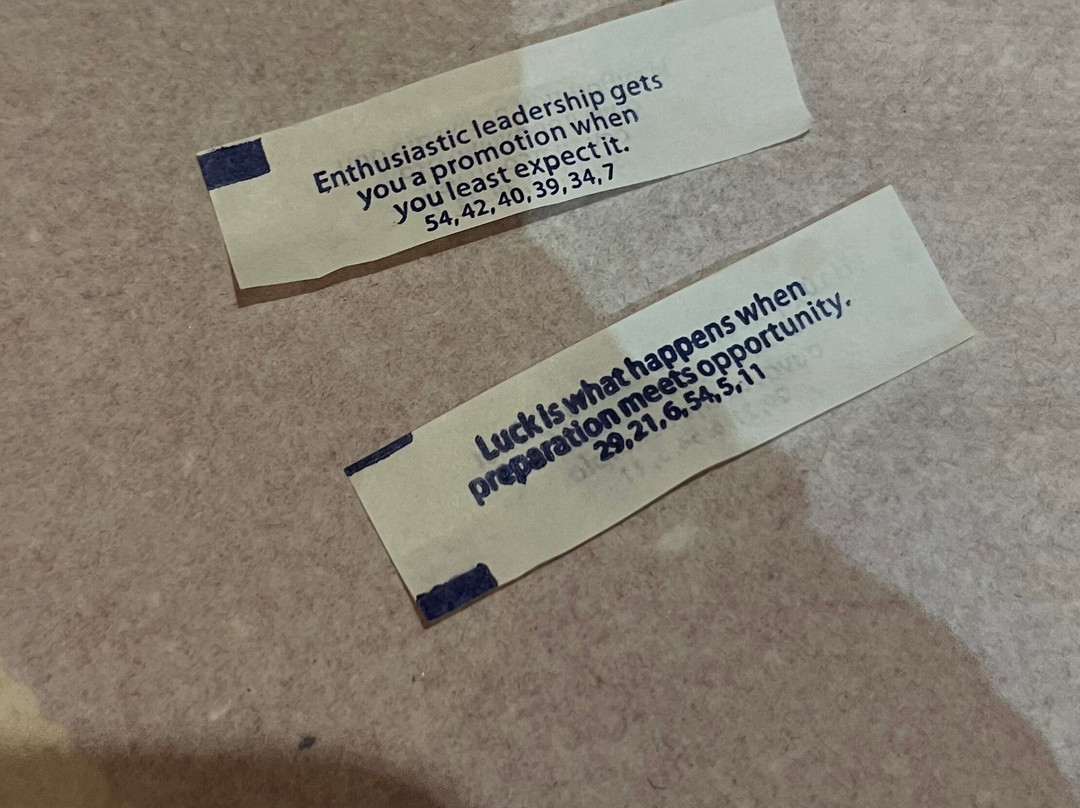 Enthusiastic leadership gets
you a promotion when
you least expect it.
54, 42, 40, 39, 34, 7
Luck is what happens when
preparation meets opportunity.
29, 21, 6, 54, 5, 11